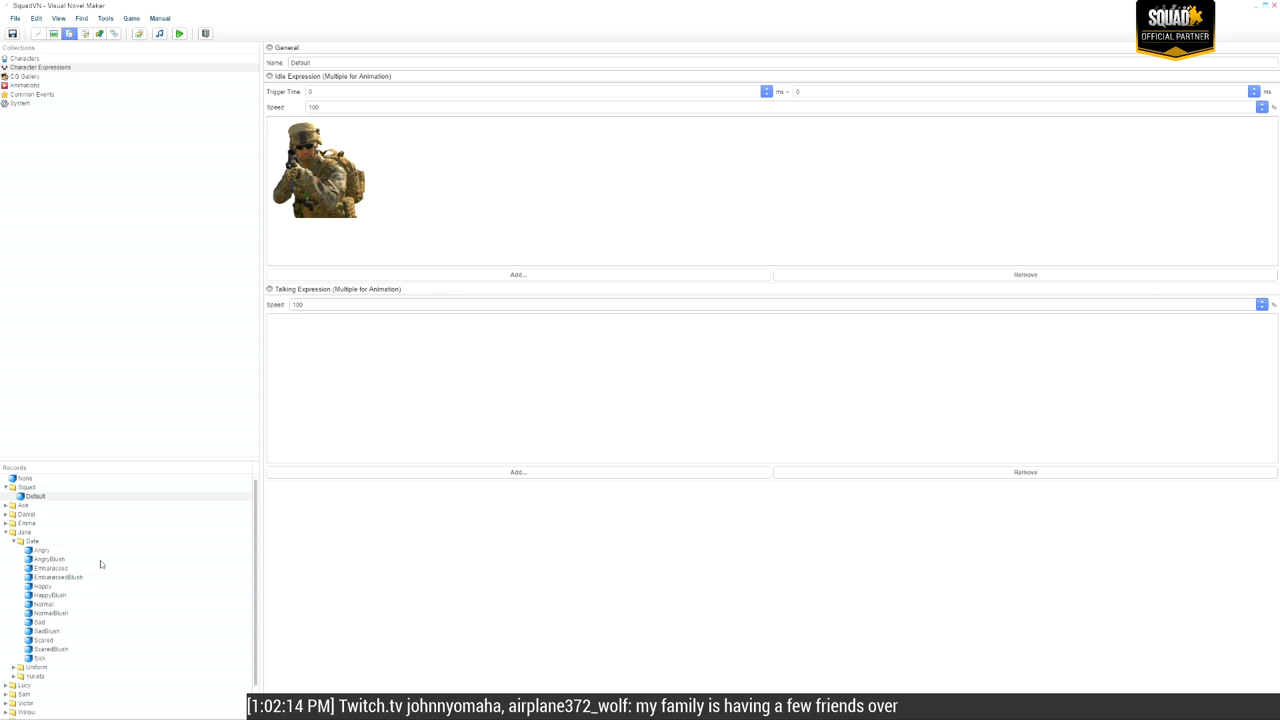 SquadVN - Visual Novel Maker
File Edit View Find Tools Game Manual
SQUAD
OFFICIAL PARTNER
Collections
Characters
Character Expressions
CG Gallery
Animations
Common Events
System
General
Name Default
Idle Expression (Multiple for Animation)
Trigger Time 0 ms - 0 ms
Speed 100 %
Add... Remove
Talking Expression (Multiple for Animation)
Speed 100 %
Add... Remove
Records
None
Squad
Default
Ace
Daniel
Emma
Jane
Date
Angry
AngryBlush
Embarassed
EmbarassedBlush
Happy
HappyBlush
Normal
NormalBlush
Sad
SadBlush
Scared
ScaredBlush
Sick
Uniform
Yukata
Lucy
Sam
Victor
Willou
[1:02:14 PM] Twitch.tv johnnyomaha, airplane372_wolf: my family is having a few friends over